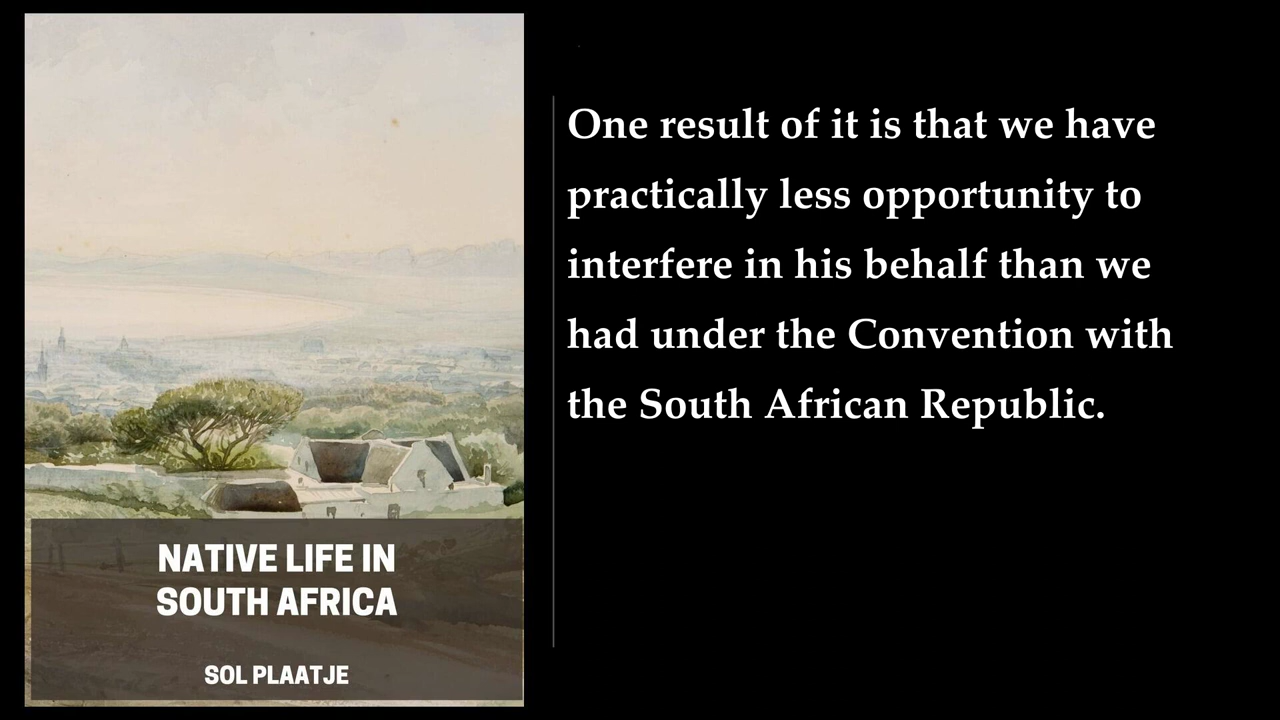 One result of it is that we have
practically less opportunity to
interfere in his behalf than we
had under the Convention with
the South African Republic.
NATIVE LIFE IN
SOUTH AFRICA
SOL PLAATJE